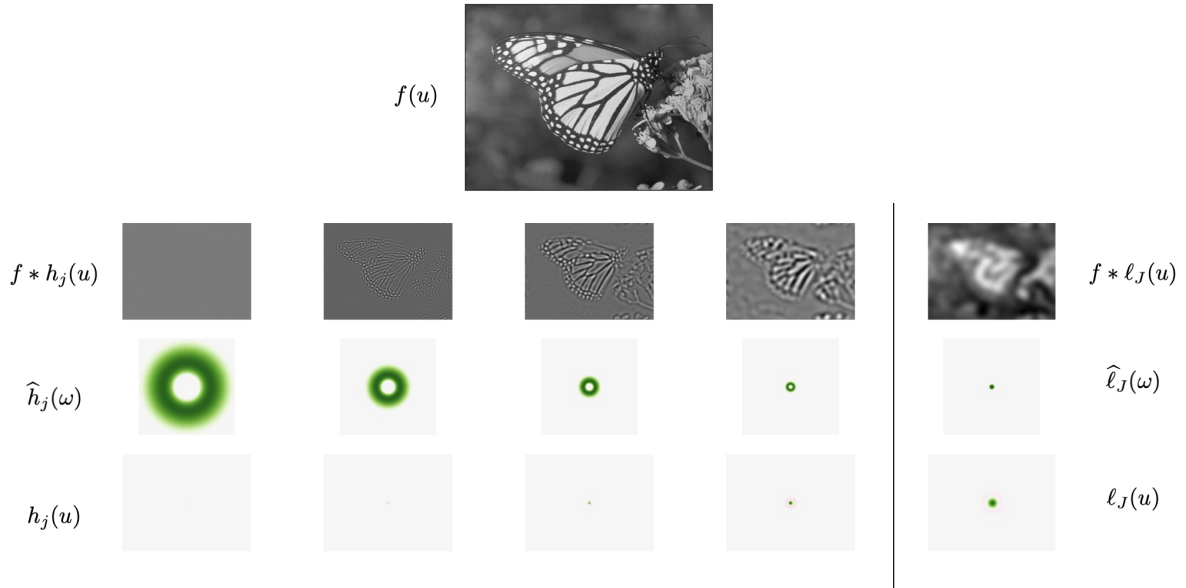 f(u)
f ∗ h_j(u)
f ∗ ℓ_J(u)
ĥ_j(ω)
ℓ̂_J(ω)
h_j(u)
ℓ_J(u)